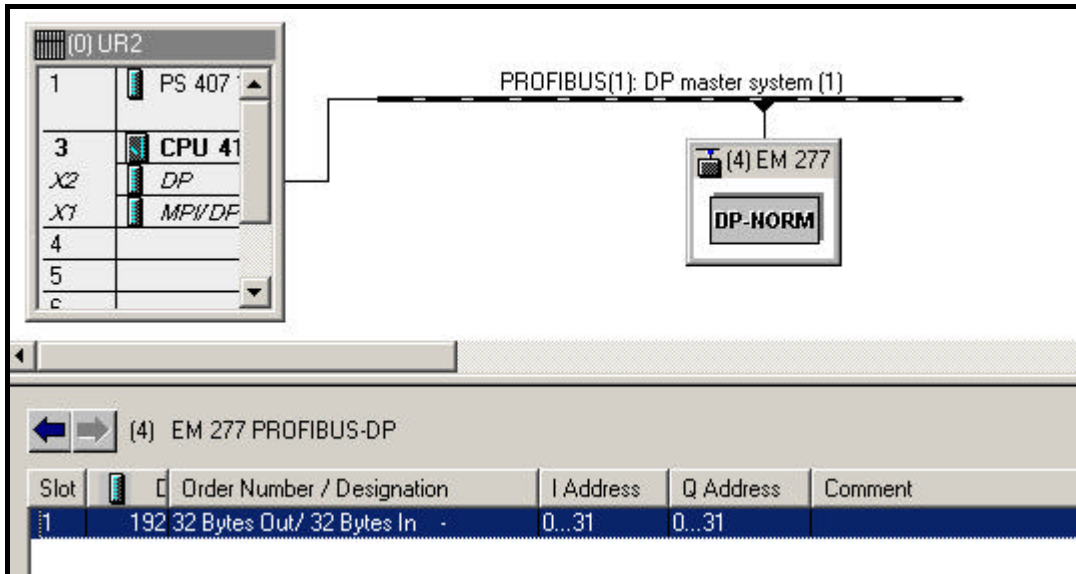 (0) UR2
1 PS 407
3 CPU 41
X2 DP
X1 MPI/DP
4
5
PROFIBUS(1): DP master system (1)
(4) EM 277
DP-NORM
(4) EM 277 PROFIBUS-DP
Slot D Order Number / Designation I Address Q Address Comment
1 192 32 Bytes Out/ 32 Bytes In - 0...31 0...31